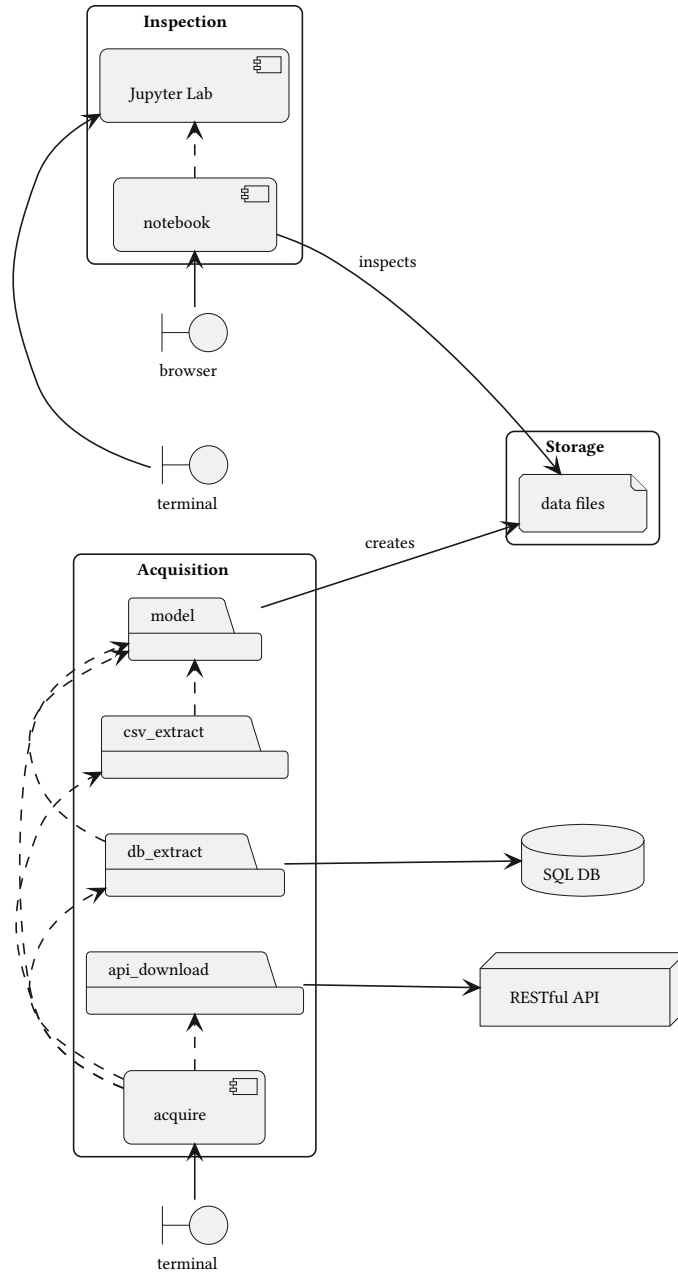 Inspection
Jupyter Lab
notebook
inspects
browser
terminal
Storage
data files
creates
Acquisition
model
csv_extract
db_extract
SQL DB
api_download
RESTful API
acquire
terminal